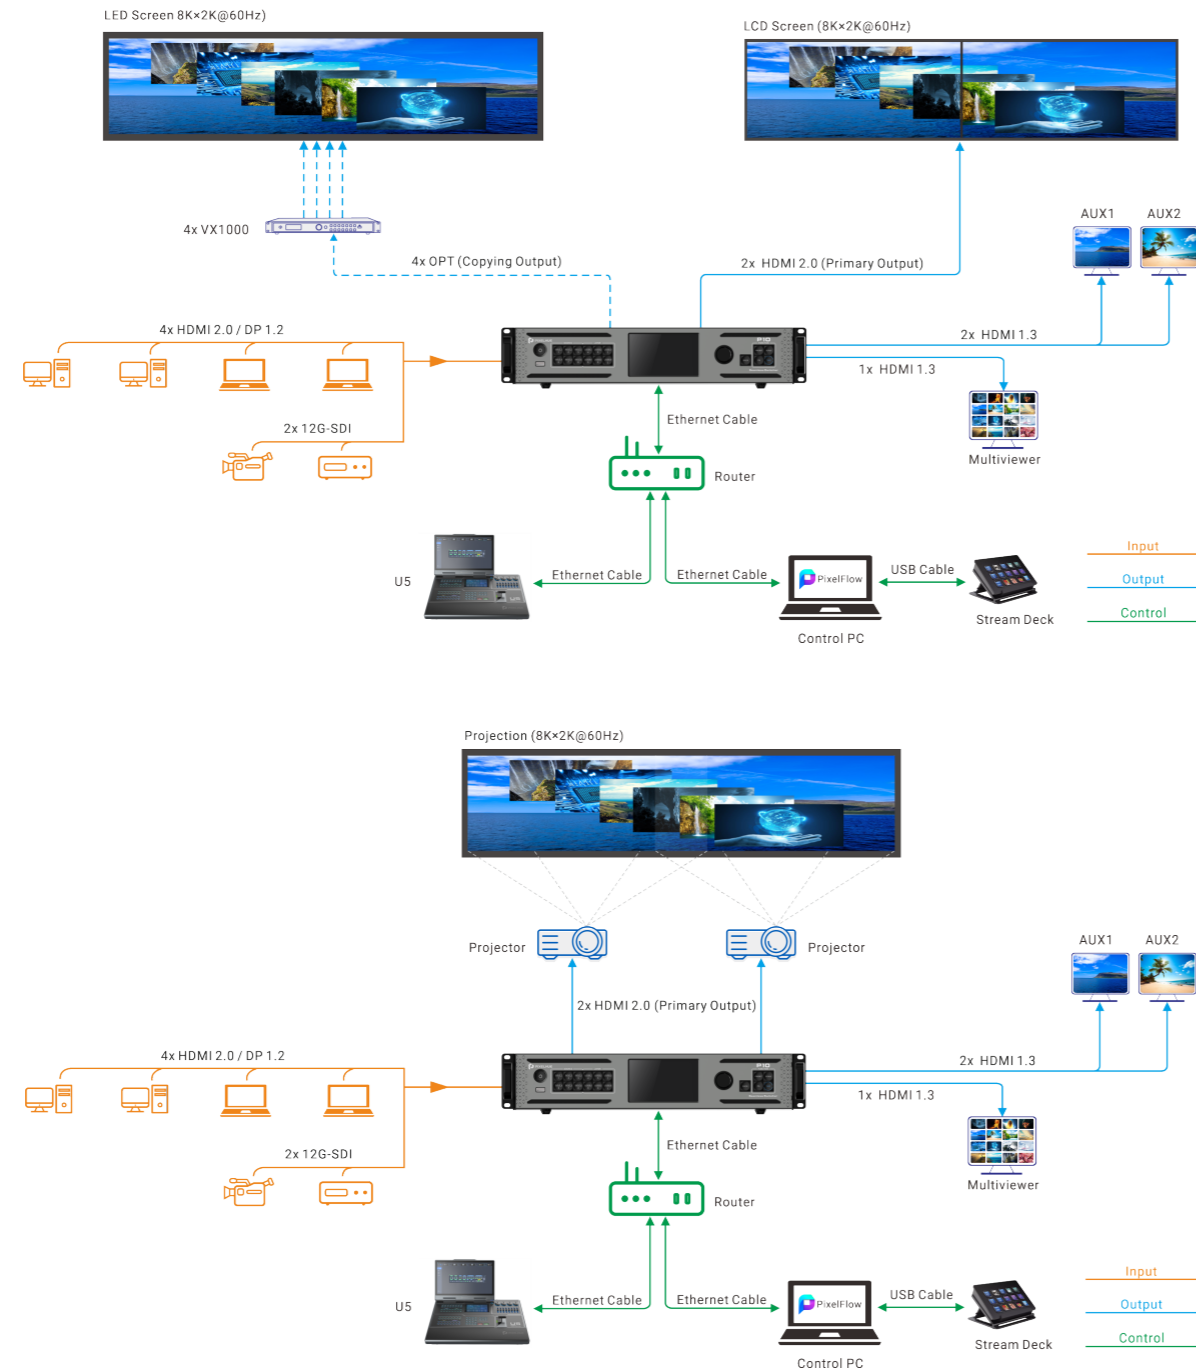 LED Screen 8K×2K@60Hz)
LCD Screen (8K×2K@60Hz)
AUX1 AUX2
4x VX1000
4x OPT (Copying Output)
2x HDMI 2.0 (Primary Output)
4x HDMI 2.0 / DP 1.2
P10
2x HDMI 1.3
1x HDMI 1.3
Ethernet Cable
2x 12G-SDI
Multiviewer
Router
Input
U5
Ethernet Cable
Ethernet Cable
PixelFlow
USB Cable
Output
Stream Deck
Control
Control PC
Projection (8K×2K@60Hz)
Projector
Projector
AUX1 AUX2
2x HDMI 2.0 (Primary Output)
4x HDMI 2.0 / DP 1.2
P10
2x HDMI 1.3
1x HDMI 1.3
Ethernet Cable
2x 12G-SDI
Multiviewer
Router
Input
U5
Ethernet Cable
Ethernet Cable
PixelFlow
USB Cable
Output
Stream Deck
Control
Control PC